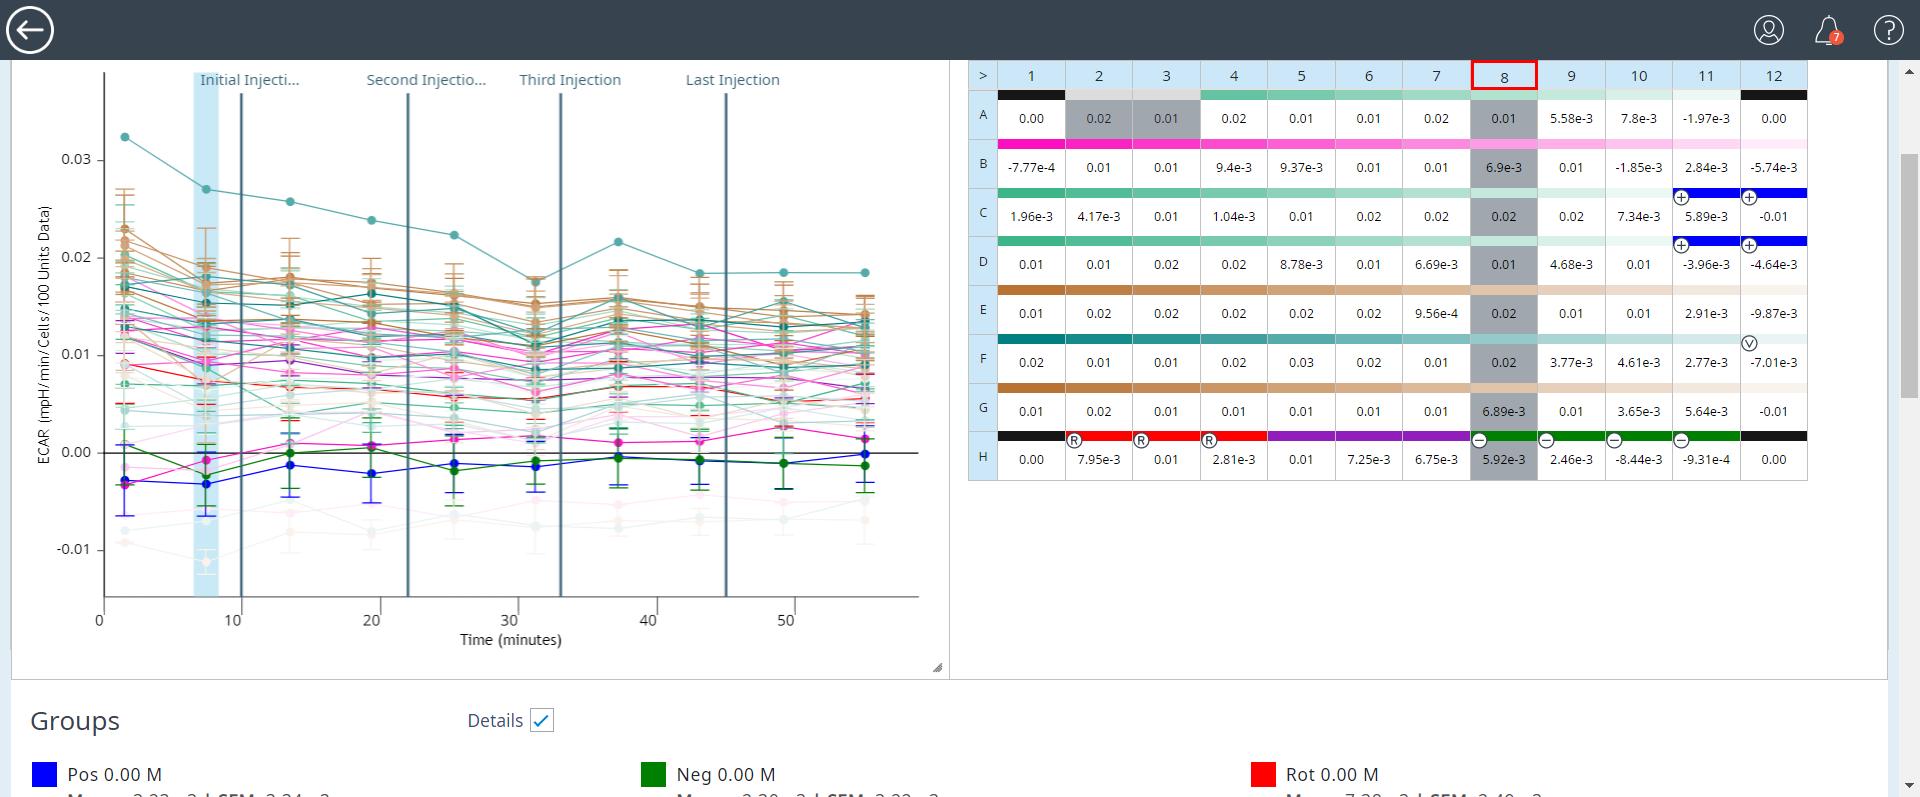 7
?
Initial Injecti...
Second Injectio...
Third Injection
Last Injection
ECAR (mpH/min/Cells/100 Units Data)
0.03
0.02
0.01
0.00
-0.01
0 10 20 30 40 50
Time (minutes)
> 1 2 3 4 5 6 7 8 9 10 11 12
A 0.00 0.02 0.01 0.02 0.01 0.01 0.02 0.01 5.58e-3 7.8e-3 -1.97e-3 0.00
B -7.77e-4 0.01 0.01 9.4e-3 9.37e-3 0.01 0.01 6.9e-3 0.01 -1.85e-3 2.84e-3 -5.74e-3
+ +
C 1.96e-3 4.17e-3 0.01 1.04e-3 0.01 0.02 0.02 0.02 0.02 7.34e-3 5.89e-3 -0.01
+ +
D 0.01 0.01 0.02 0.02 8.78e-3 0.01 6.69e-3 0.01 4.68e-3 0.01 -3.96e-3 -4.64e-3
E 0.01 0.02 0.02 0.02 0.02 0.02 9.56e-4 0.02 0.01 0.01 2.91e-3 -9.87e-3
V
F 0.02 0.01 0.01 0.02 0.03 0.02 0.01 0.02 3.77e-3 4.61e-3 2.77e-3 -7.01e-3
G 0.01 0.02 0.01 0.01 0.01 0.01 0.01 6.89e-3 0.01 3.65e-3 5.64e-3 -0.01
R R R − − − −
H 0.00 7.95e-3 0.01 2.81e-3 0.01 7.25e-3 6.75e-3 5.92e-3 2.46e-3 -8.44e-3 -9.31e-4 0.00
Groups
Details
Pos 0.00 M
Neg 0.00 M
Rot 0.00 M